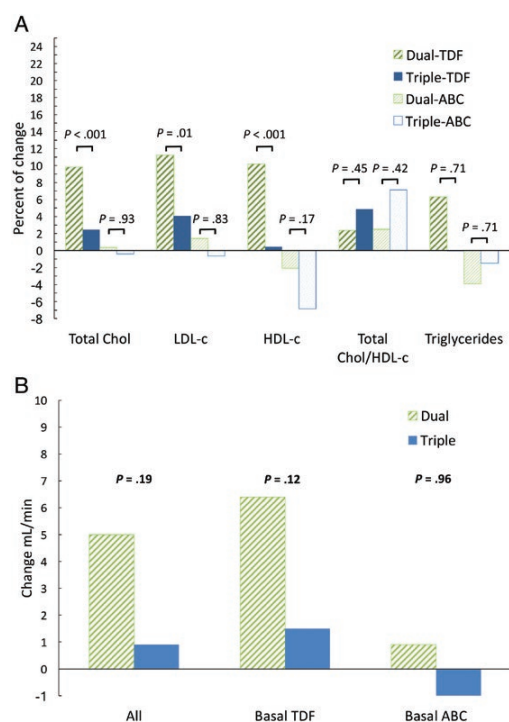 A
24
22
20
18
16
14
12
10
8
6
4
2
0
-2
-4
-6
-8
Percent of change
Dual-TDF
Triple-TDF
Dual-ABC
Triple-ABC
P < .001
P = .01
P < .001
P = .45
P = .42
P = .71
P = .93
P = .83
P = .17
P = .71
Total Chol
LDL-c
HDL-c
Total
Chol/HDL-c
Triglycerides
B
10
9
8
7
6
5
4
3
2
1
0
-1
Change mL/min
Dual
Triple
P = .19
P = .12
P = .96
All
Basal TDF
Basal ABC